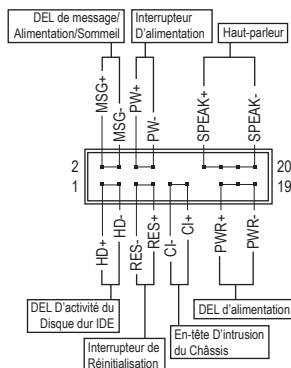 DEL de message/
Alimentation/Sommeil
Interrupteur
D'alimentation
Haut-parleur
MSG+
MSG-
PW+
PW-
SPEAK+
SPEAK-
2
20
1
19
HD+
HD-
RES-
RES+
CI-
CI+
PWR+
PWR-
DEL D'activité du
Disque dur IDE
DEL d'alimentation
Interrupteur de
Réinitialisation
En-tête D'intrusion
du Châssis